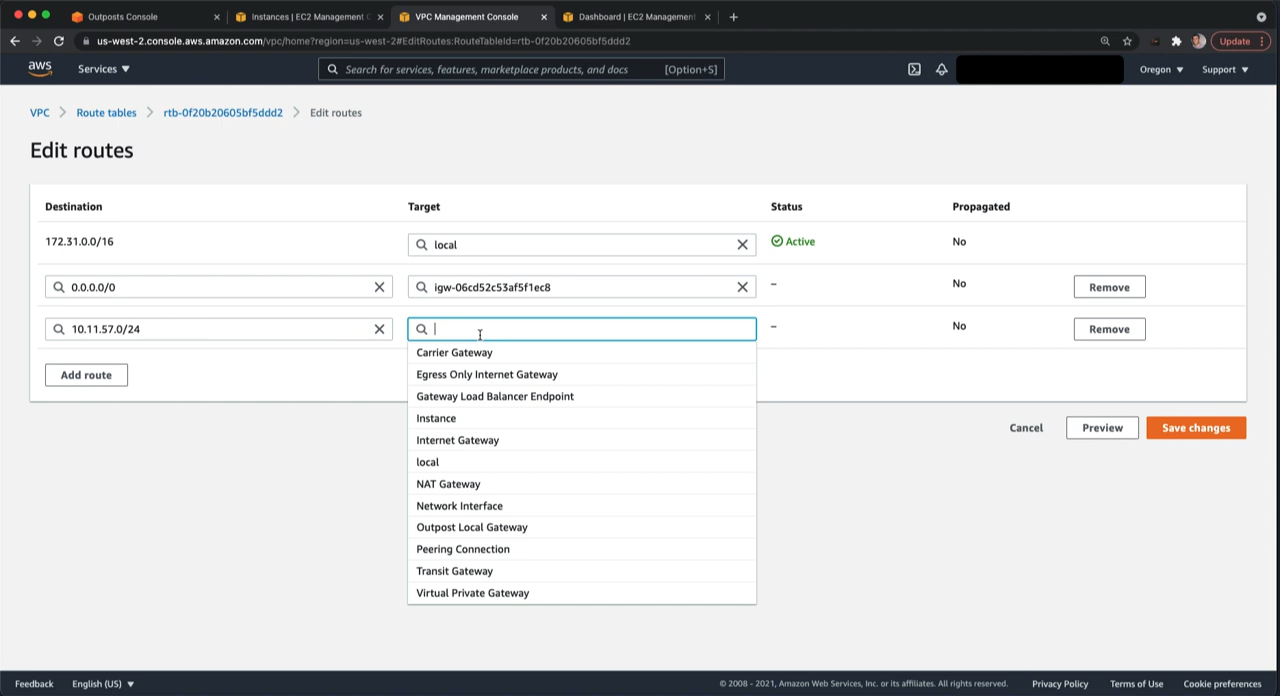 Outposts Console
Instances | EC2 Management C
VPC Management Console
Dashboard | EC2 Management
us-west-2.console.aws.amazon.com/vpc/home?region=us-west-2#EditRoutes:RouteTableId=rtb-0f20b20605bf5ddd2
Update
aws
Services
Search for services, features, marketplace products, and docs [Option+S]
Oregon
Support
VPC > Route tables > rtb-0f20b20605bf5ddd2 > Edit routes
Edit routes
Destination Target Status Propagated
172.31.0.0/16 local Active No
0.0.0.0/0 igw-06cd52c53af5f1ec8 – No Remove
10.11.57.0/24 – No Remove
Carrier Gateway
Add route
Egress Only Internet Gateway
Gateway Load Balancer Endpoint
Instance
Cancel Preview Save changes
Internet Gateway
local
NAT Gateway
Network Interface
Outpost Local Gateway
Peering Connection
Transit Gateway
Virtual Private Gateway
Feedback English (US) © 2008 - 2021, Amazon Web Services, Inc. or its affiliates. All rights reserved. Privacy Policy Terms of Use Cookie preferences